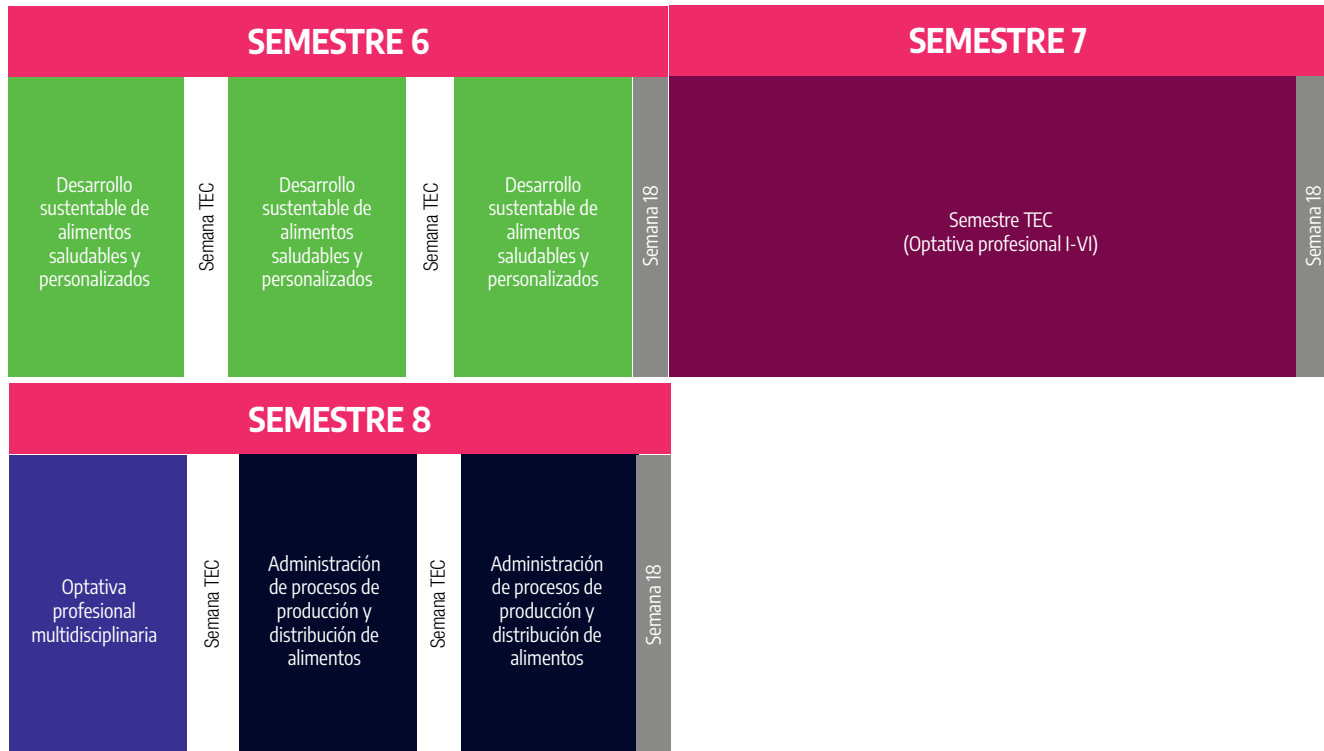 SEMESTRE 6
Desarrollo
sustentable de
alimentos
saludables y
personalizados
Semana TEC
Desarrollo
sustentable de
alimentos
saludables y
personalizados
Semana TEC
Desarrollo
sustentable de
alimentos
saludables y
personalizados
Semana 18
SEMESTRE 7
Semestre TEC
(Optativa profesional I-VI)
Semana 18
SEMESTRE 8
Optativa
profesional
multidisciplinaria
Semana TEC
Administración
de procesos de
producción y
distribución de
alimentos
Semana TEC
Administración
de procesos de
producción y
distribución de
alimentos
Semana 18